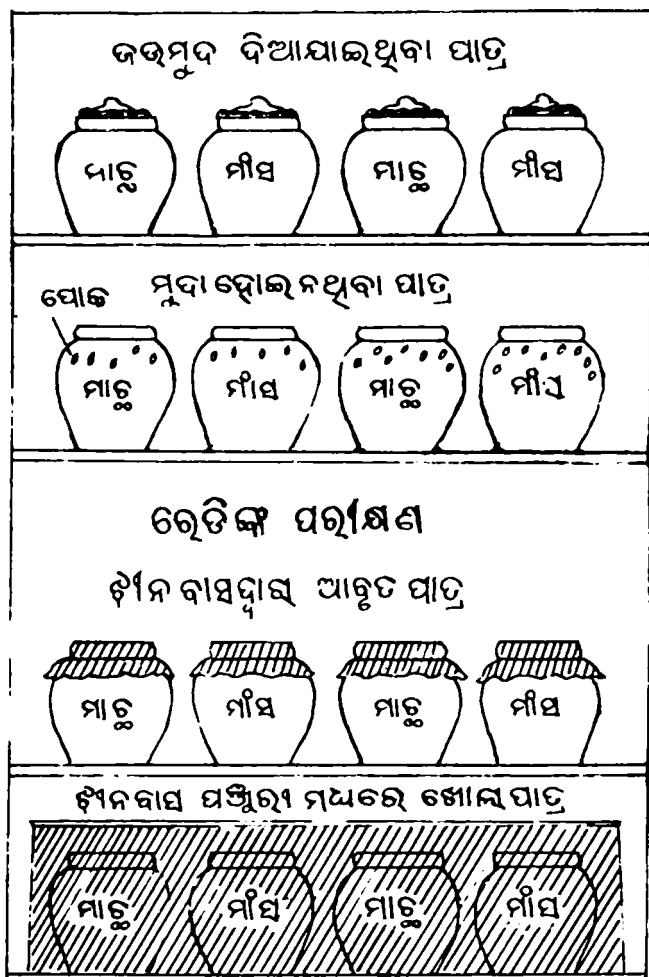 ଜଉମୁଦ ଦିଆଯାଇଥିବା ପାତ୍ର
ମାଛ ମାଂସ ମାଛ ମାଂସ
ମୁଦା ହୋଇ ନଥିବା ପାତ୍ର
ପୋକ
ମାଛ ମାଂସ ମାଛ ମାଂସ
ରେଡିଙ୍କ ପରୀକ୍ଷଣ
ଝୀନ ବାସଦ୍ୱାରା ଆବୃତ ପାତ୍ର
ମାଛ ମାଂସ ମାଛ ମାଂସ
ଝୀନବାସ ପଞ୍ଜୁରୀ ମଧ୍ୟରେ ଖୋଲାପାତ୍ର
ମାଛ ମାଂସ ମାଛ ମାଂସ